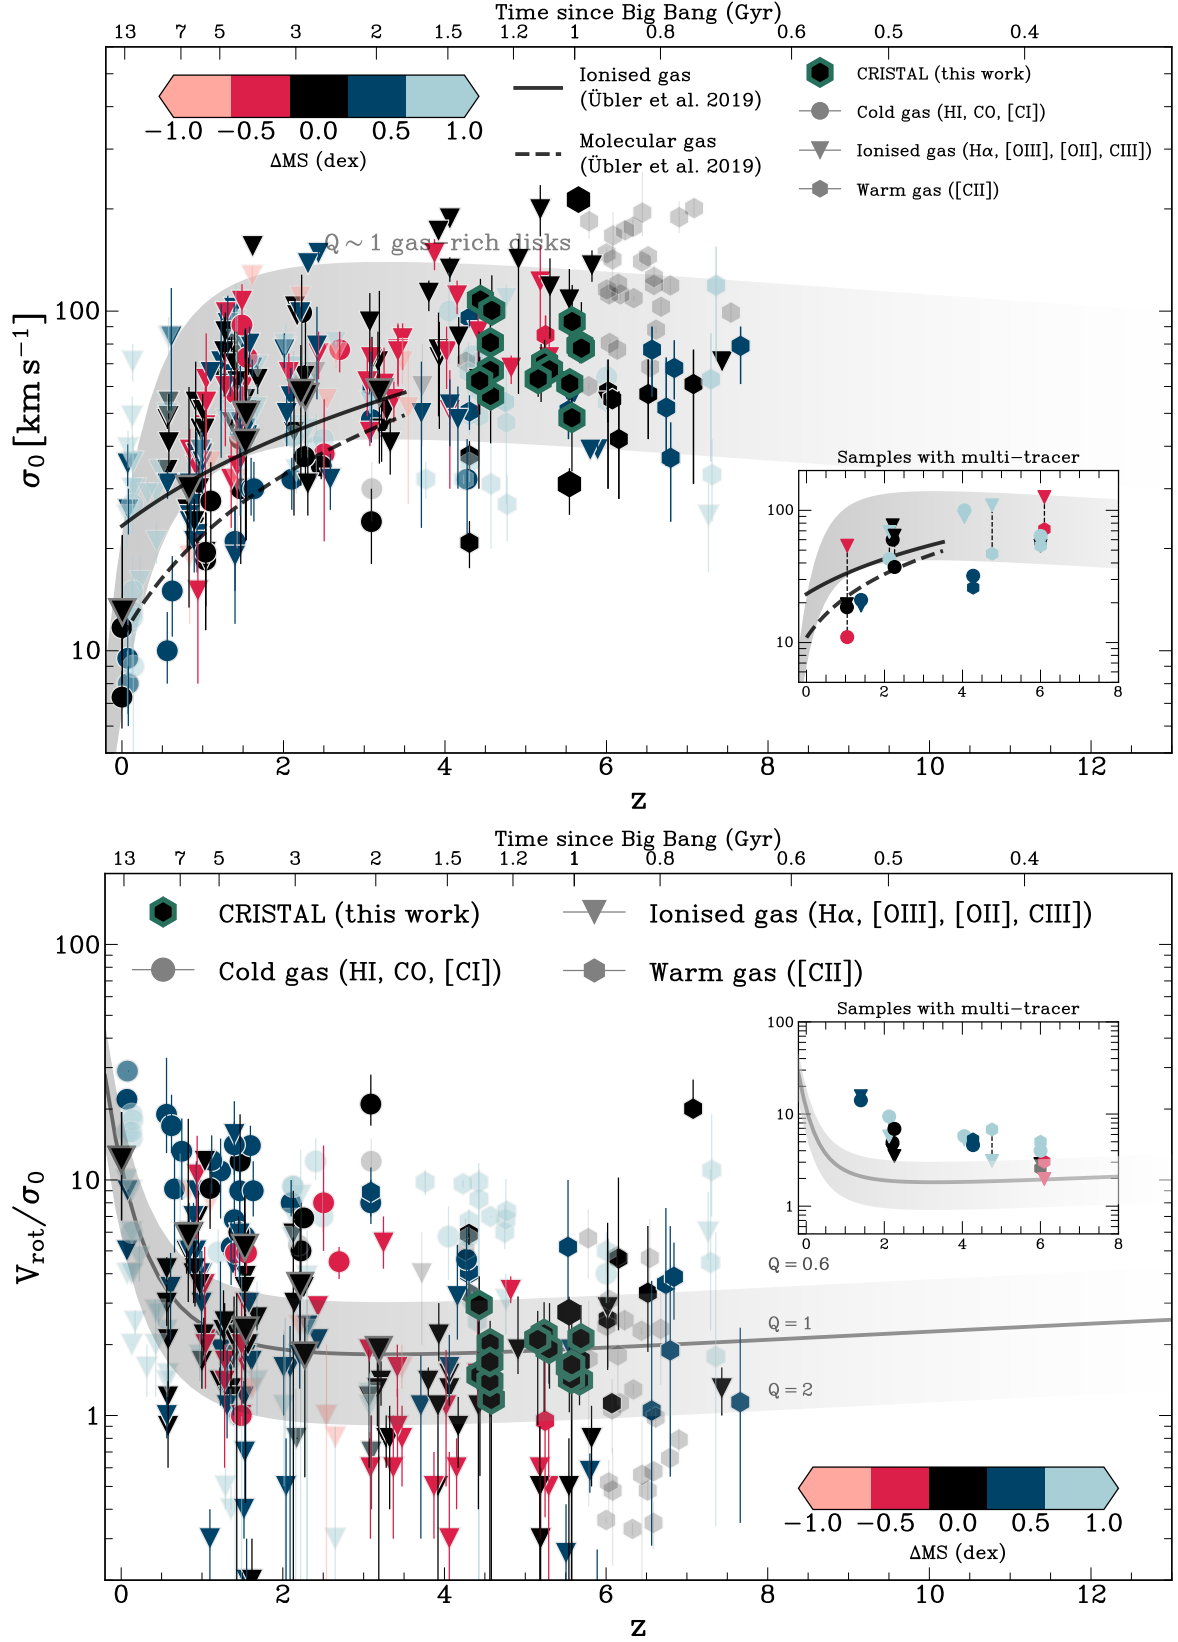 Time since Big Bang (Gyr)
13 7 5 3 2 1.5 1.2 1 0.8 0.6 0.5 0.4
−1.0 −0.5 0.0 0.5 1.0
ΔMS (dex)
Ionised gas
(Übler et al. 2019)
Molecular gas
(Übler et al. 2019)
CRISTAL (this work)
Cold gas (HI, CO, [CI])
Ionised gas (Hα, [OIII], [OII], CIII])
Warm gas ([CII])
Q ~ 1 gas-rich disks
100
10
σ₀ [km s⁻¹]
Samples with multi−tracer
100
10
0 2 4 6 8
0 2 4 6 8 10 12
z
Time since Big Bang (Gyr)
13 7 5 3 2 1.5 1.2 1 0.8 0.6 0.5 0.4
CRISTAL (this work)
Ionised gas (Hα, [OIII], [OII], CIII])
Cold gas (HI, CO, [CI])
Warm gas ([CII])
100
10
1
V_rot/σ₀
Samples with multi−tracer
100
10
1
0 2 4 6 8
Q = 0.6
Q = 1
Q = 2
−1.0 −0.5 0.0 0.5 1.0
ΔMS (dex)
0 2 4 6 8 10 12
z